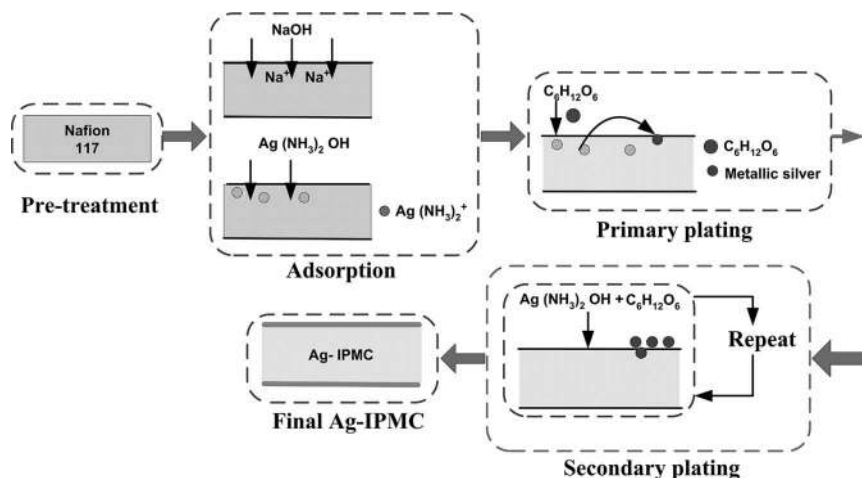 Nafion
117
Pre-treatment
NaOH
Na⁺ Na⁺
Ag (NH₃)₂ OH
Ag (NH₃)₂⁺
Adsorption
C₆H₁₂O₆
C₆H₁₂O₆
Metallic silver
Primary plating
Ag (NH₃)₂ OH + C₆H₁₂O₆
Repeat
Secondary plating
Ag- IPMC
Final Ag-IPMC